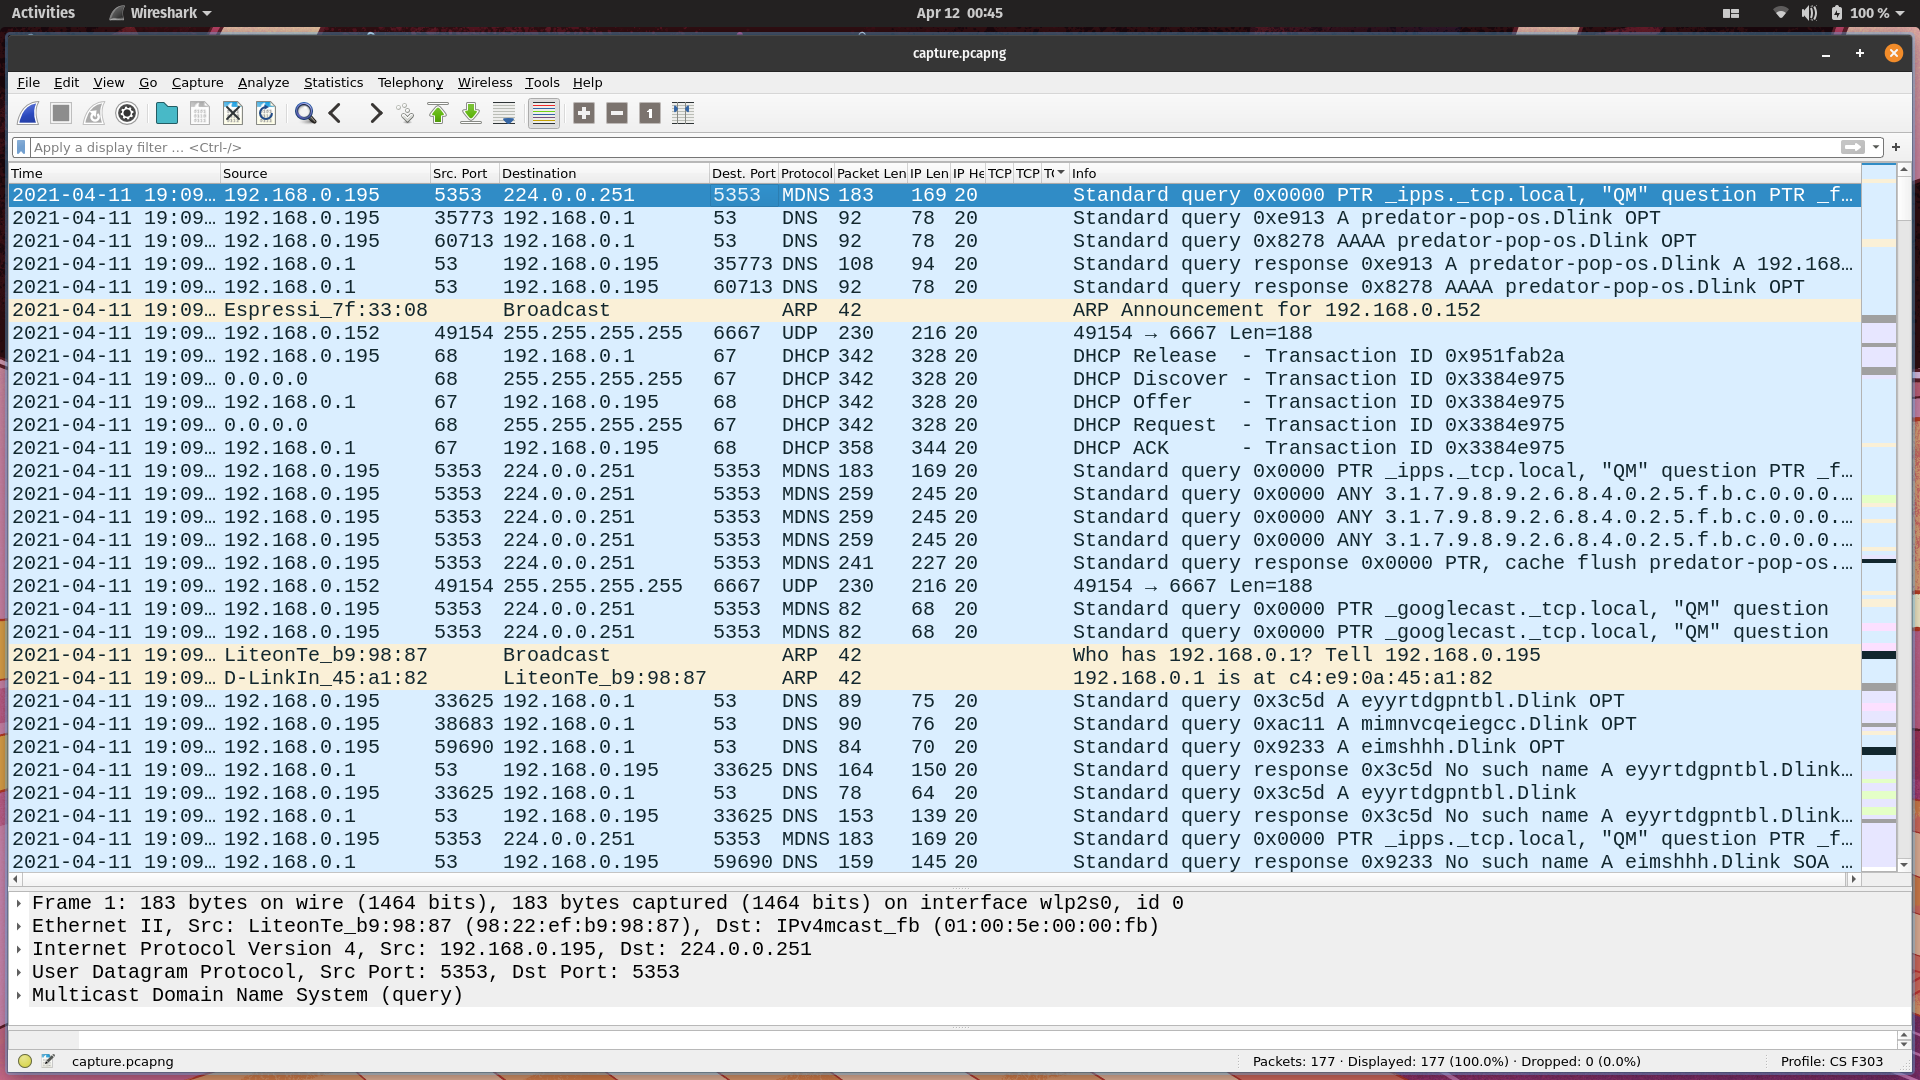 Activities Wireshark Apr 12 00:45 100 %
capture.pcapng
File Edit View Go Capture Analyze Statistics Telephony Wireless Tools Help
Apply a display filter … <Ctrl-/>
Time Source Src. Port Destination Dest. Port Protocol Packet Len IP Len IP He TCP TCP Info
2021-04-11 19:09… 192.168.0.195 5353 224.0.0.251 5353 MDNS 183 169 20 Standard query 0x0000 PTR _ipps._tcp.local, "QM" question PTR _f…
2021-04-11 19:09… 192.168.0.195 35773 192.168.0.1 53 DNS 92 78 20 Standard query 0xe913 A predator-pop-os.Dlink OPT
2021-04-11 19:09… 192.168.0.195 60713 192.168.0.1 53 DNS 92 78 20 Standard query 0x8278 AAAA predator-pop-os.Dlink OPT
2021-04-11 19:09… 192.168.0.1 53 192.168.0.195 35773 DNS 108 94 20 Standard query response 0xe913 A predator-pop-os.Dlink A 192.168…
2021-04-11 19:09… 192.168.0.1 53 192.168.0.195 60713 DNS 92 78 20 Standard query response 0x8278 AAAA predator-pop-os.Dlink OPT
2021-04-11 19:09… Espressi_7f:33:08 Broadcast ARP 42 ARP Announcement for 192.168.0.152
2021-04-11 19:09… 192.168.0.152 49154 255.255.255.255 6667 UDP 230 216 20 49154 → 6667 Len=188
2021-04-11 19:09… 192.168.0.195 68 192.168.0.1 67 DHCP 342 328 20 DHCP Release - Transaction ID 0x951fab2a
2021-04-11 19:09… 0.0.0.0 68 255.255.255.255 67 DHCP 342 328 20 DHCP Discover - Transaction ID 0x3384e975
2021-04-11 19:09… 192.168.0.1 67 192.168.0.195 68 DHCP 342 328 20 DHCP Offer - Transaction ID 0x3384e975
2021-04-11 19:09… 0.0.0.0 68 255.255.255.255 67 DHCP 342 328 20 DHCP Request - Transaction ID 0x3384e975
2021-04-11 19:09… 192.168.0.1 67 192.168.0.195 68 DHCP 358 344 20 DHCP ACK - Transaction ID 0x3384e975
2021-04-11 19:09… 192.168.0.195 5353 224.0.0.251 5353 MDNS 183 169 20 Standard query 0x0000 PTR _ipps._tcp.local, "QM" question PTR _f…
2021-04-11 19:09… 192.168.0.195 5353 224.0.0.251 5353 MDNS 259 245 20 Standard query 0x0000 ANY 3.1.7.9.8.9.2.6.8.4.0.2.5.f.b.c.0.0.0.…
2021-04-11 19:09… 192.168.0.195 5353 224.0.0.251 5353 MDNS 259 245 20 Standard query 0x0000 ANY 3.1.7.9.8.9.2.6.8.4.0.2.5.f.b.c.0.0.0.…
2021-04-11 19:09… 192.168.0.195 5353 224.0.0.251 5353 MDNS 259 245 20 Standard query 0x0000 ANY 3.1.7.9.8.9.2.6.8.4.0.2.5.f.b.c.0.0.0.…
2021-04-11 19:09… 192.168.0.195 5353 224.0.0.251 5353 MDNS 241 227 20 Standard query response 0x0000 PTR, cache flush predator-pop-os.…
2021-04-11 19:09… 192.168.0.152 49154 255.255.255.255 6667 UDP 230 216 20 49154 → 6667 Len=188
2021-04-11 19:09… 192.168.0.195 5353 224.0.0.251 5353 MDNS 82 68 20 Standard query 0x0000 PTR _googlecast._tcp.local, "QM" question
2021-04-11 19:09… 192.168.0.195 5353 224.0.0.251 5353 MDNS 82 68 20 Standard query 0x0000 PTR _googlecast._tcp.local, "QM" question
2021-04-11 19:09… LiteonTe_b9:98:87 Broadcast ARP 42 Who has 192.168.0.1? Tell 192.168.0.195
2021-04-11 19:09… D-LinkIn_45:a1:82 LiteonTe_b9:98:87 ARP 42 192.168.0.1 is at c4:e9:0a:45:a1:82
2021-04-11 19:09… 192.168.0.195 33625 192.168.0.1 53 DNS 89 75 20 Standard query 0x3c5d A eyyrtdgpntbl.Dlink OPT
2021-04-11 19:09… 192.168.0.195 38683 192.168.0.1 53 DNS 90 76 20 Standard query 0xac11 A mimnvcqeiegcc.Dlink OPT
2021-04-11 19:09… 192.168.0.195 59690 192.168.0.1 53 DNS 84 70 20 Standard query 0x9233 A eimshhh.Dlink OPT
2021-04-11 19:09… 192.168.0.1 53 192.168.0.195 33625 DNS 164 150 20 Standard query response 0x3c5d No such name A eyyrtdgpntbl.Dlink…
2021-04-11 19:09… 192.168.0.195 33625 192.168.0.1 53 DNS 78 64 20 Standard query 0x3c5d A eyyrtdgpntbl.Dlink
2021-04-11 19:09… 192.168.0.1 53 192.168.0.195 33625 DNS 153 139 20 Standard query response 0x3c5d No such name A eyyrtdgpntbl.Dlink…
2021-04-11 19:09… 192.168.0.195 5353 224.0.0.251 5353 MDNS 183 169 20 Standard query 0x0000 PTR _ipps._tcp.local, "QM" question PTR _f…
2021-04-11 19:09… 192.168.0.1 53 192.168.0.195 59690 DNS 159 145 20 Standard query response 0x9233 No such name A eimshhh.Dlink SOA …
Frame 1: 183 bytes on wire (1464 bits), 183 bytes captured (1464 bits) on interface wlp2s0, id 0
Ethernet II, Src: LiteonTe_b9:98:87 (98:22:ef:b9:98:87), Dst: IPv4mcast_fb (01:00:5e:00:00:fb)
Internet Protocol Version 4, Src: 192.168.0.195, Dst: 224.0.0.251
User Datagram Protocol, Src Port: 5353, Dst Port: 5353
Multicast Domain Name System (query)
capture.pcapng Packets: 177 · Displayed: 177 (100.0%) · Dropped: 0 (0.0%) Profile: CS F303